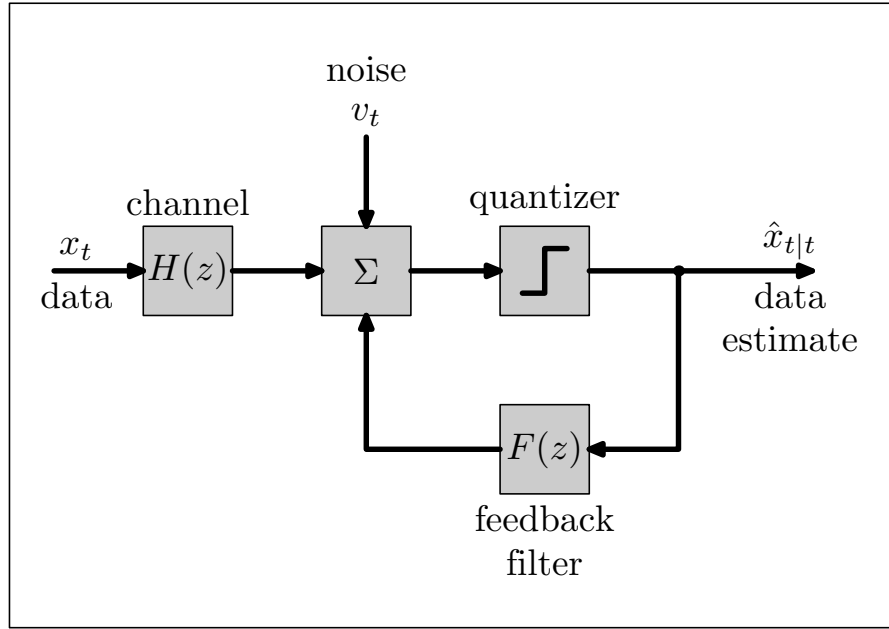 noise
v_t
channel
quantizer
x_t
H(z)
Σ
x̂_{t|t}
data
data
estimate
F(z)
feedback
filter